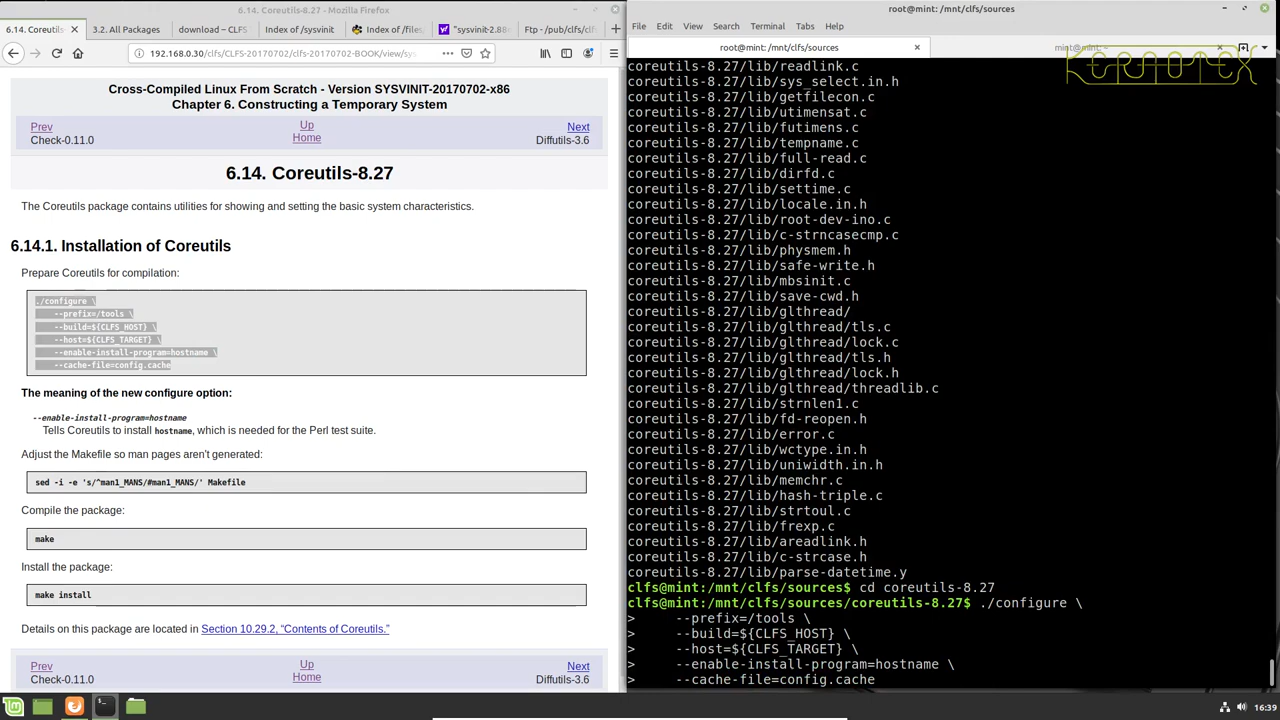 6.14. Coreutils-8.27 - Mozilla Firefox
6.14. Coreutils
3.2. All Packages
download – CLFS
Index of /sysvinit
Index of /files,
"sysvinit-2.88d
Ftp - /pub/clfs/c
192.168.0.30/clfs/CLFS-20170702/clfs-20170702-BOOK/view/sys
Cross-Compiled Linux From Scratch - Version SYSVINIT-20170702-x86
Chapter 6. Constructing a Temporary System
Prev
Up
Next
Check-0.11.0
Home
Diffutils-3.6
6.14. Coreutils-8.27
The Coreutils package contains utilities for showing and setting the basic system characteristics.
6.14.1. Installation of Coreutils
Prepare Coreutils for compilation:
./configure \
--prefix=/tools \
--build=${CLFS_HOST} \
--host=${CLFS_TARGET} \
--enable-install-program=hostname \
--cache-file=config.cache
The meaning of the new configure option:
--enable-install-program=hostname
Tells Coreutils to install hostname, which is needed for the Perl test suite.
Adjust the Makefile so man pages aren't generated:
sed -i -e 's/^man1_MANS/#man1_MANS/' Makefile
Compile the package:
make
Install the package:
make install
Details on this package are located in Section 10.29.2, “Contents of Coreutils.”
Prev
Up
Next
Check-0.11.0
Home
Diffutils-3.6
root@mint: /mnt/clfs/sources
File Edit View Search Terminal Tabs Help
root@mint: /mnt/clfs/sources
root@mint: ~
KERNOTEX
coreutils-8.27/lib/readlink.c
coreutils-8.27/lib/sys_select.in.h
coreutils-8.27/lib/getfilecon.c
coreutils-8.27/lib/utimensat.c
coreutils-8.27/lib/futimens.c
coreutils-8.27/lib/tempname.c
coreutils-8.27/lib/full-read.c
coreutils-8.27/lib/dirfd.c
coreutils-8.27/lib/settime.c
coreutils-8.27/lib/locale.in.h
coreutils-8.27/lib/root-dev-ino.c
coreutils-8.27/lib/c-strncasecmp.c
coreutils-8.27/lib/physmem.h
coreutils-8.27/lib/safe-write.h
coreutils-8.27/lib/mbsinit.c
coreutils-8.27/lib/save-cwd.h
coreutils-8.27/lib/glthread/
coreutils-8.27/lib/glthread/tls.c
coreutils-8.27/lib/glthread/lock.c
coreutils-8.27/lib/glthread/tls.h
coreutils-8.27/lib/glthread/lock.h
coreutils-8.27/lib/glthread/threadlib.c
coreutils-8.27/lib/strnlen1.c
coreutils-8.27/lib/fd-reopen.h
coreutils-8.27/lib/error.c
coreutils-8.27/lib/wctype.in.h
coreutils-8.27/lib/uniwidth.in.h
coreutils-8.27/lib/memchr.c
coreutils-8.27/lib/hash-triple.c
coreutils-8.27/lib/strtoul.c
coreutils-8.27/lib/frexp.c
coreutils-8.27/lib/areadlink.h
coreutils-8.27/lib/c-strcase.h
coreutils-8.27/lib/parse-datetime.y
clfs@mint:/mnt/clfs/sources$ cd coreutils-8.27
clfs@mint:/mnt/clfs/sources/coreutils-8.27$ ./configure \
> --prefix=/tools \
> --build=${CLFS_HOST} \
> --host=${CLFS_TARGET} \
> --enable-install-program=hostname \
> --cache-file=config.cache
16:39